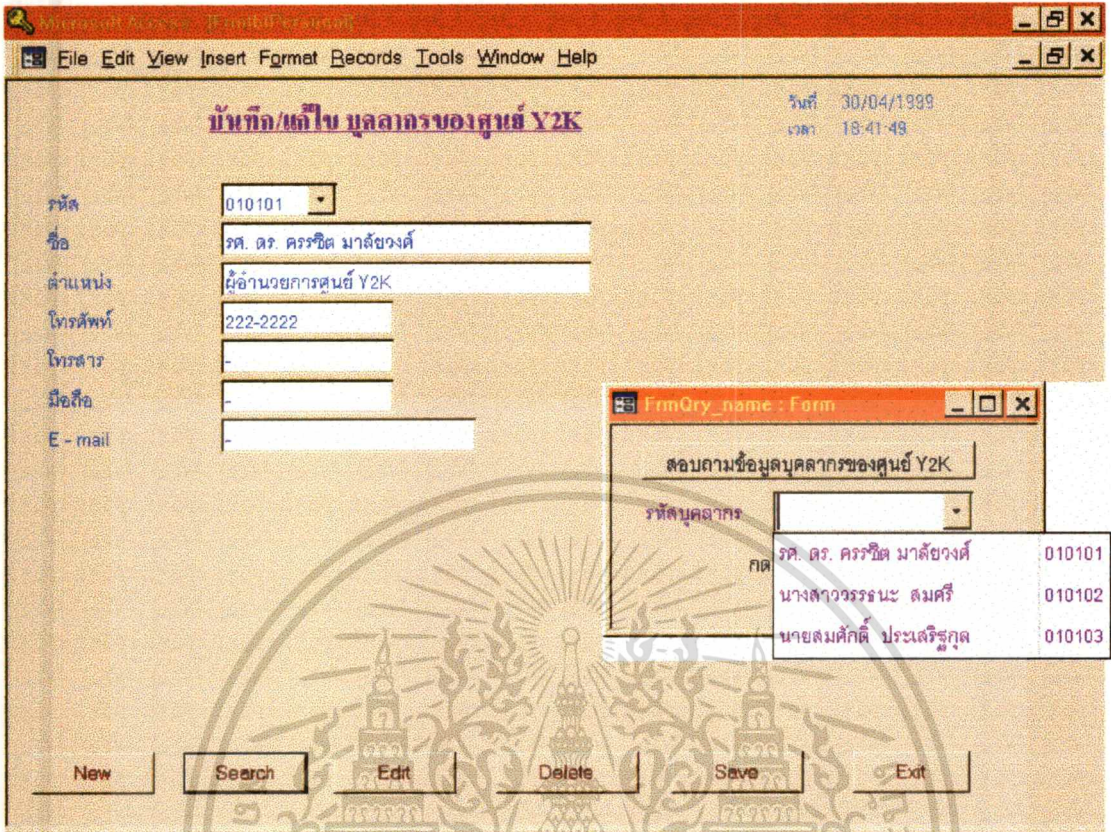 Microsoft Access - [FrmtblPersonal]
File Edit View Insert Format Records Tools Window Help
บันทึก/แก้ไข บุคลากรของศูนย์ Y2K
วันที่ 30/04/1999
เวลา 18:41:49
รหัส 010101
ชื่อ รศ. ดร. ครรชิต มาลัยวงศ์
ตำแหน่ง ผู้อำนวยการศูนย์ Y2K
โทรศัพท์ 222-2222
โทรสาร -
มือถือ -
E - mail -
FrmQry_name : Form
สอบถามข้อมูลบุคลากรของศูนย์ Y2K
รหัสบุคลากร
กด
รศ. ดร. ครรชิต มาลัยวงศ์ 010101
นางสาววรรธนะ สมศรี 010102
นายสมศักดิ์ ประเสริฐกุล 010103
New Search Edit Delete Save Exit